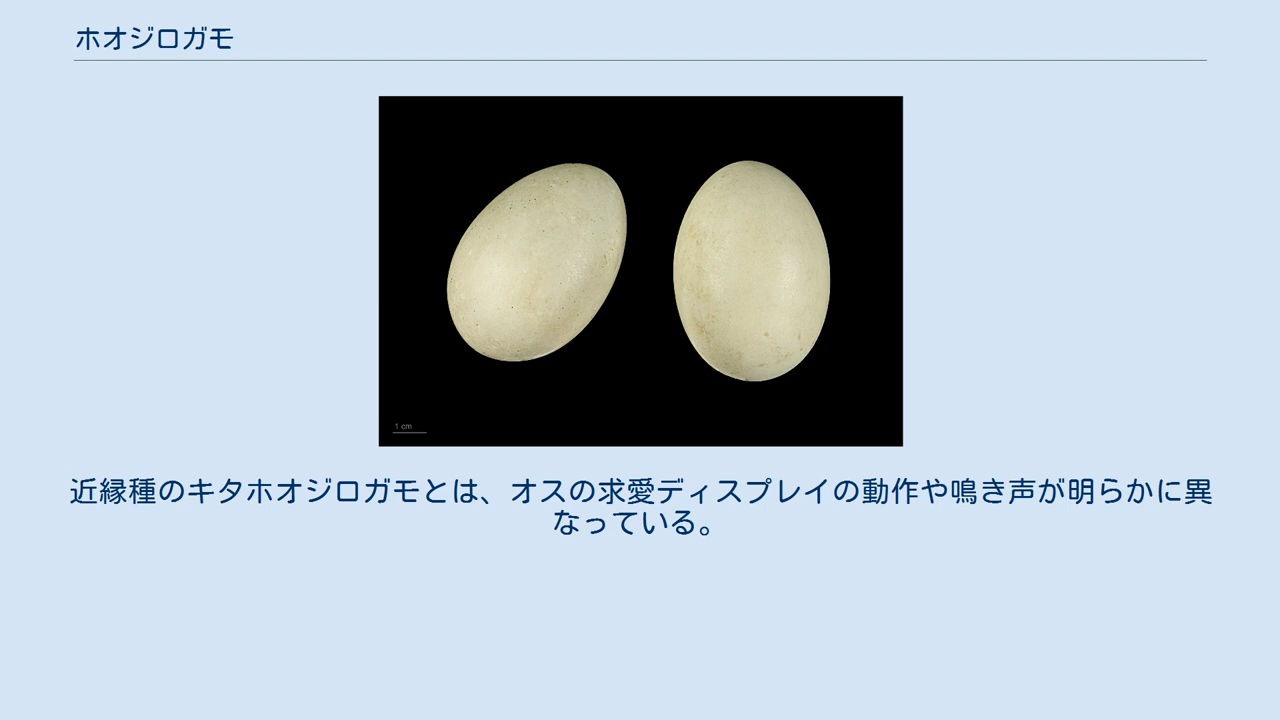 ホオジロガモ
1 cm
近縁種のキタホオジロガモとは、オスの求愛ディスプレイの動作や鳴き声が明らかに異
なっている。